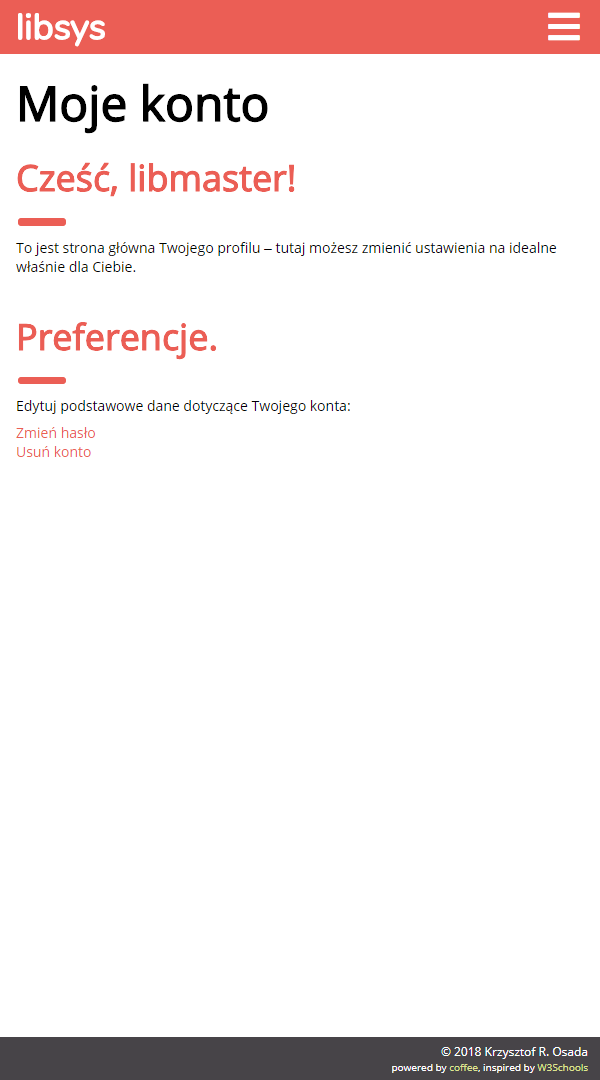 libsys
Moje konto
Cześć, libmaster!
To jest strona główna Twojego profilu – tutaj możesz zmienić ustawienia na idealne
właśnie dla Ciebie.
Preferencje.
Edytuj podstawowe dane dotyczące Twojego konta:
Zmień hasło
Usuń konto
© 2018 Krzysztof R. Osada
powered by coffee, inspired by W3Schools